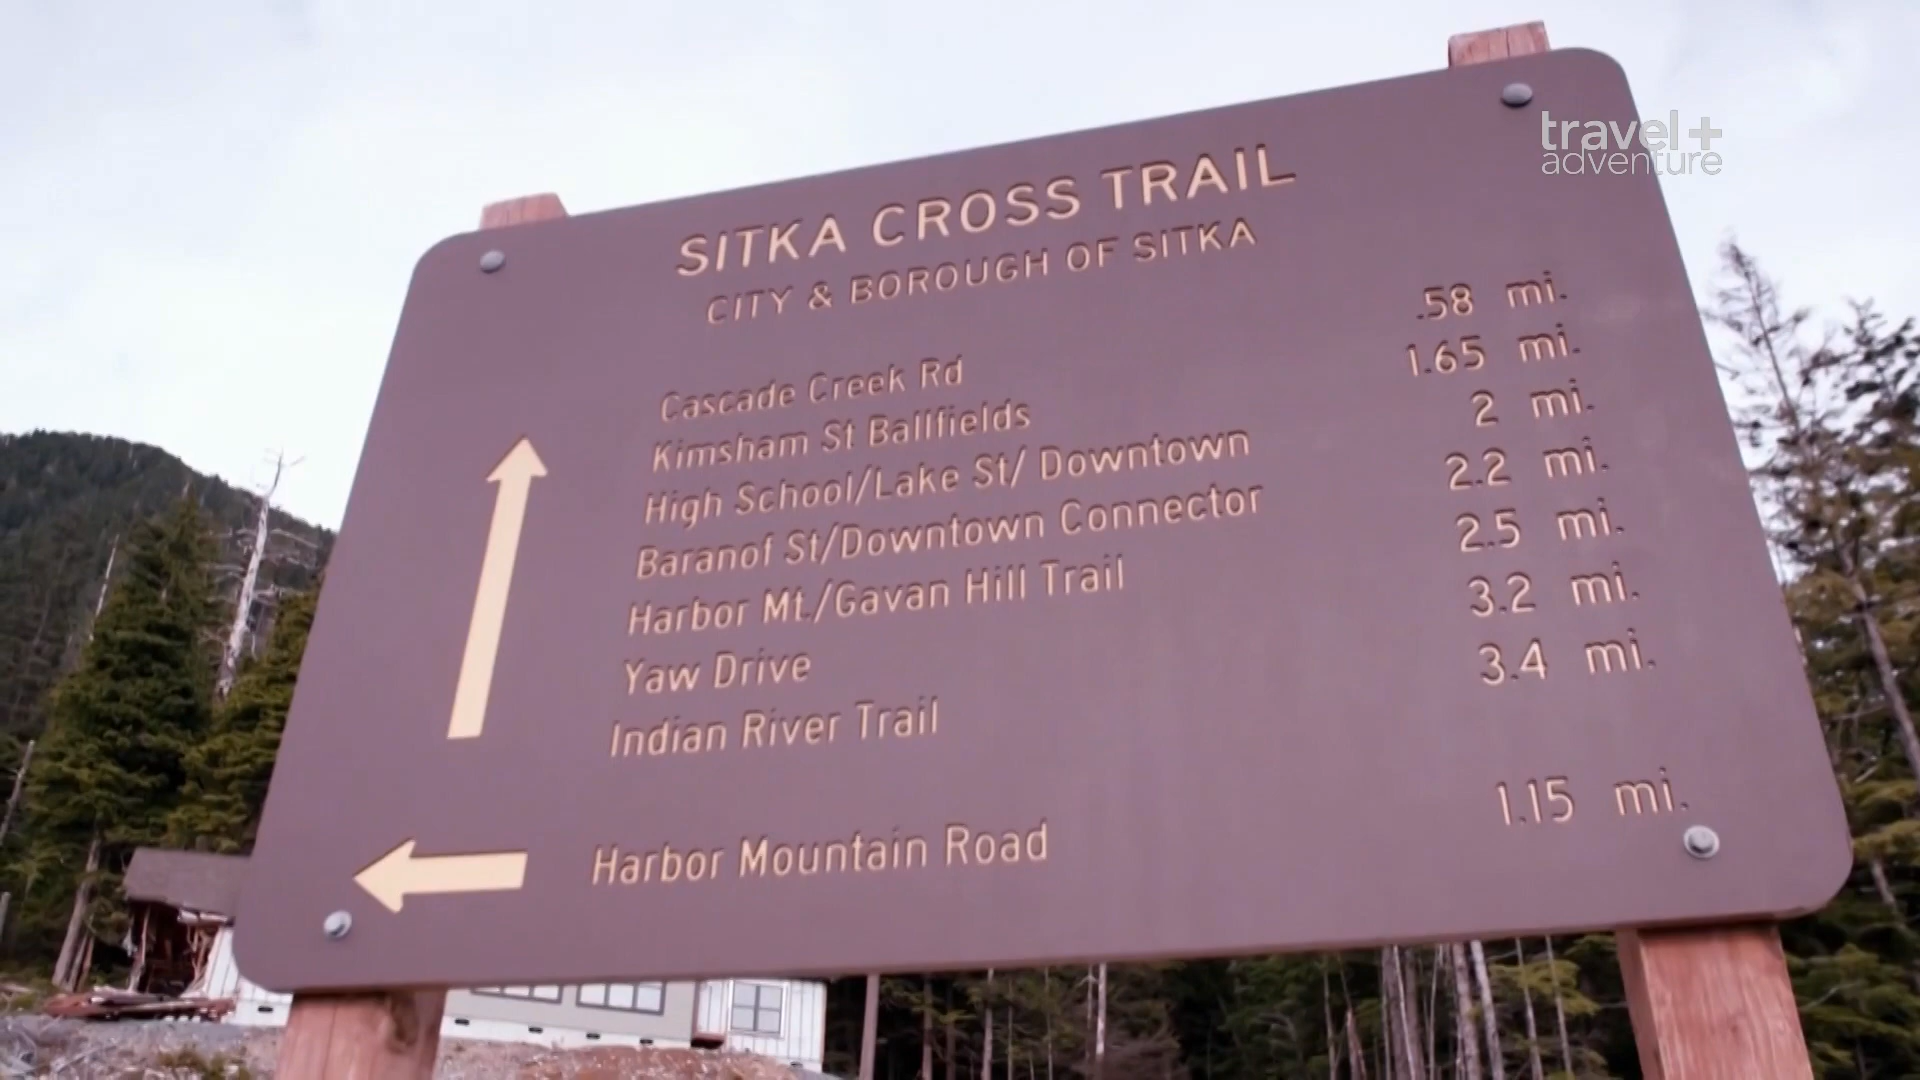 travel+
adventure
SITKA CROSS TRAIL
CITY & BOROUGH OF SITKA
Cascade Creek Rd .58 mi.
Kimsham St Ballfields 1.65 mi.
High School/Lake St/ Downtown 2 mi.
Baranof St/Downtown Connector 2.2 mi.
Harbor Mt./Gavan Hill Trail 2.5 mi.
Yaw Drive 3.2 mi.
Indian River Trail 3.4 mi.
Harbor Mountain Road 1.15 mi.